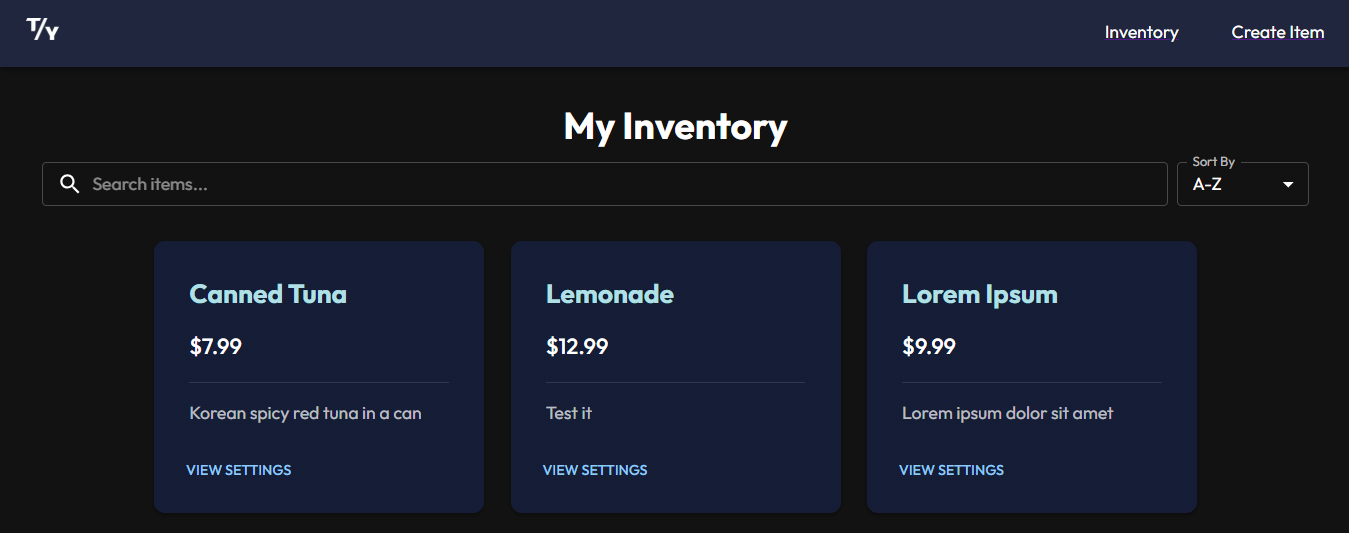 T/Y
Inventory
Create Item
My Inventory
Search items...
Sort By
A-Z
Canned Tuna
$7.99
Korean spicy red tuna in a can
VIEW SETTINGS
Lemonade
$12.99
Test it
VIEW SETTINGS
Lorem Ipsum
$9.99
Lorem ipsum dolor sit amet
VIEW SETTINGS